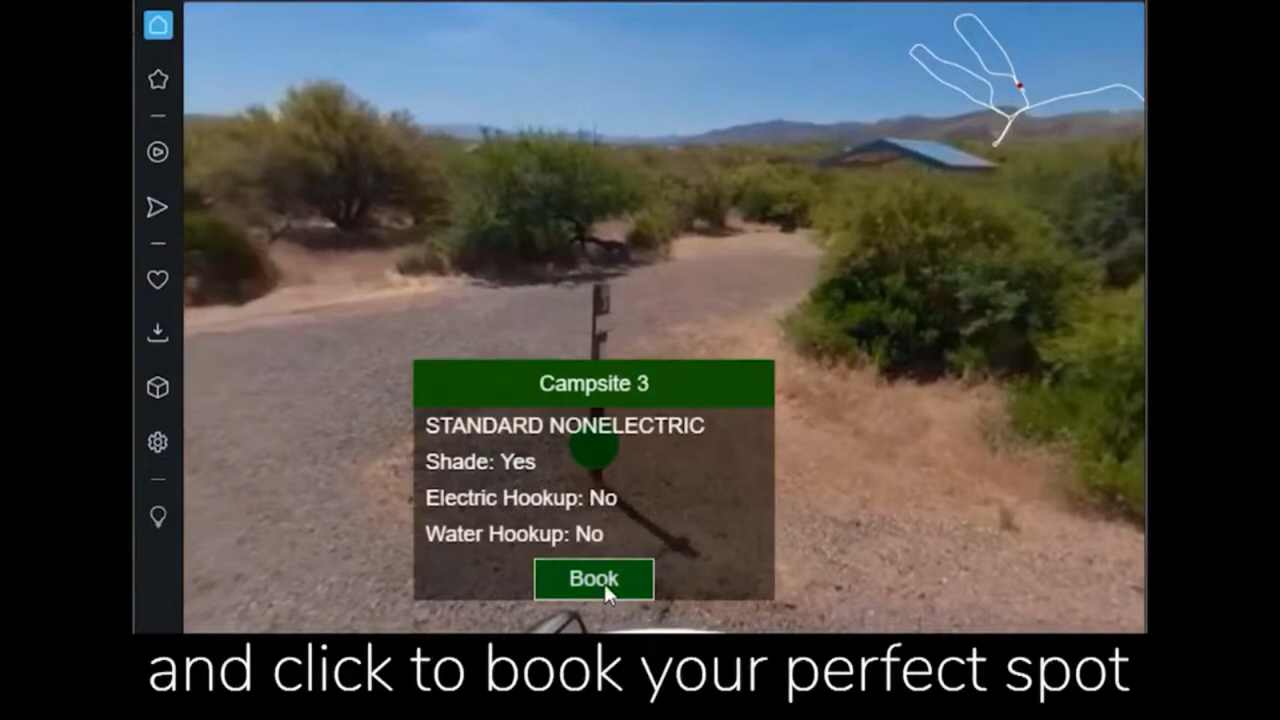 Campsite 3
STANDARD NONELECTRIC
Shade: Yes
Electric Hookup: No
Water Hookup: No
Book
and click to book your perfect spot